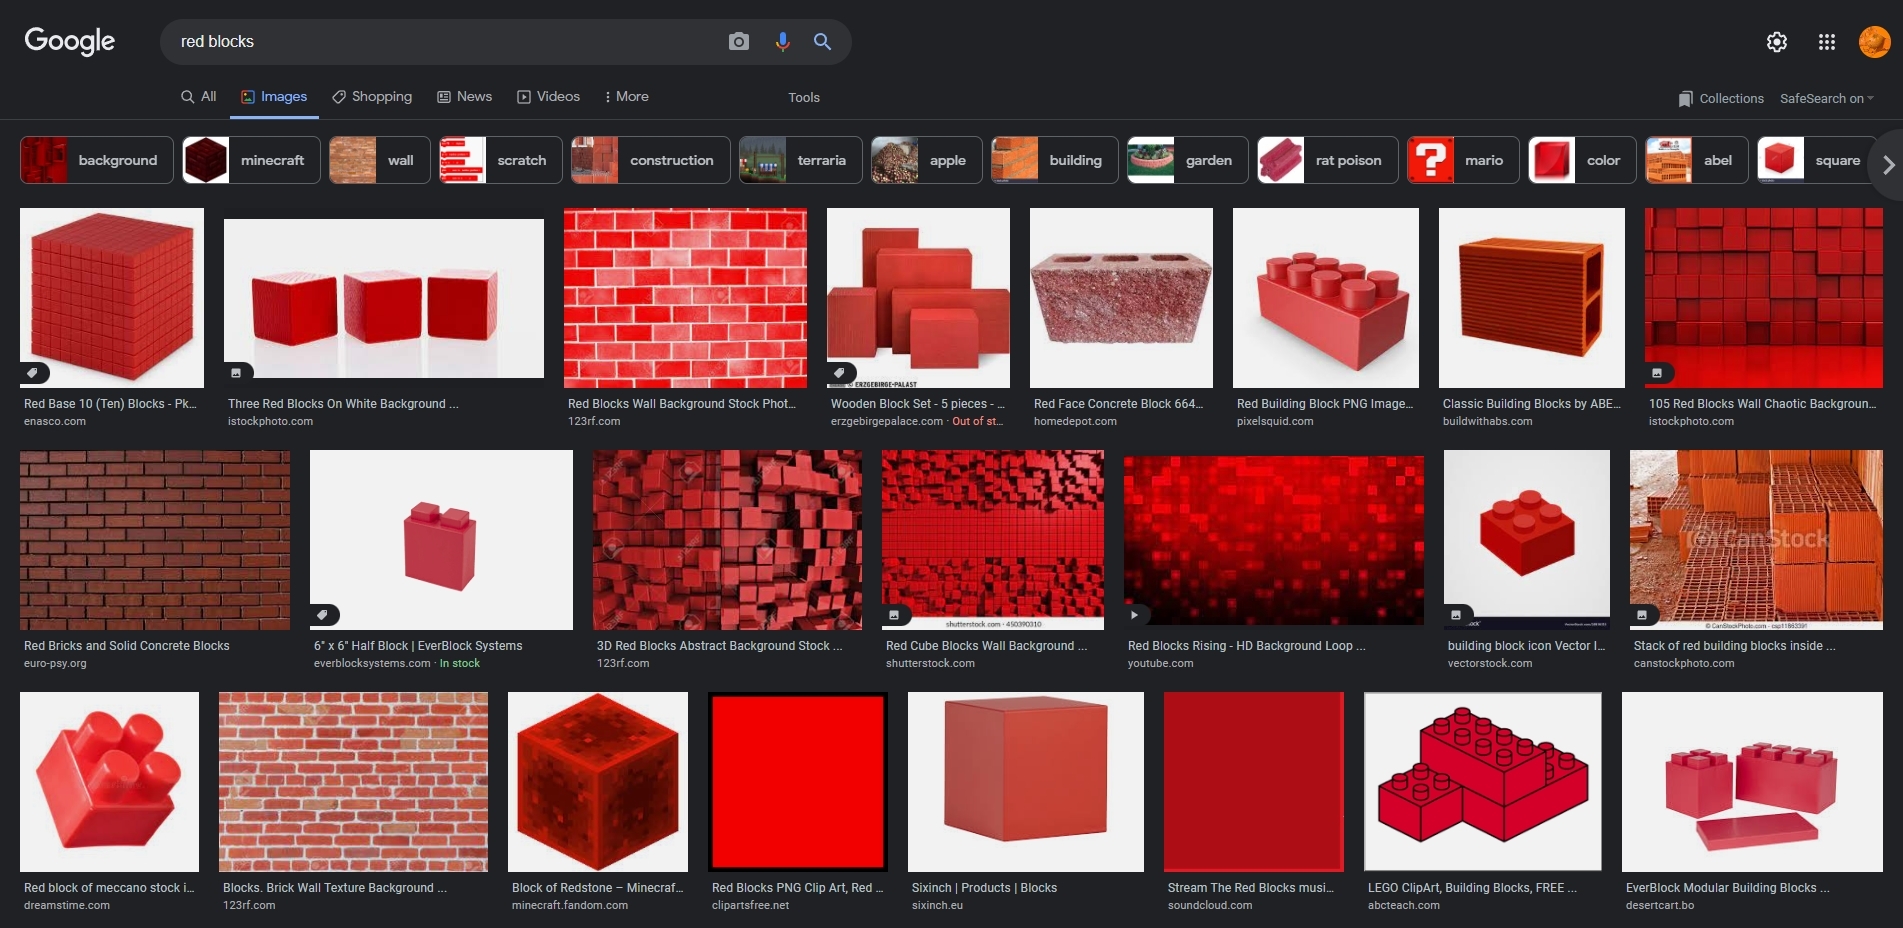 Google
red blocks
All
Images
Shopping
News
Videos
More
Tools
Collections
SafeSearch on
background
minecraft
wall
scratch
construction
terraria
apple
building
garden
rat poison
mario
color
abel
square
© ERZGEBIRGE-PALAST
Red Base 10 (Ten) Blocks - Pk...
enasco.com
Three Red Blocks On White Background ...
istockphoto.com
Red Blocks Wall Background Stock Phot...
123rf.com
Wooden Block Set - 5 pieces - ...
erzgebirgepalace.com · Out of st...
Red Face Concrete Block 664...
homedepot.com
Red Building Block PNG Image...
pixelsquid.com
Classic Building Blocks by ABE...
buildwithabs.com
105 Red Blocks Wall Chaotic Backgroun...
istockphoto.com
CanStock
shutterstock.com · 450390310
Red Bricks and Solid Concrete Blocks
euro-psy.org
6" x 6" Half Block | EverBlock Systems
everblocksystems.com · In stock
3D Red Blocks Abstract Background Stock ...
123rf.com
Red Cube Blocks Wall Background ...
shutterstock.com
Red Blocks Rising - HD Background Loop ...
youtube.com
building block icon Vector I...
vectorstock.com
Stack of red building blocks inside ...
canstockphoto.com
Red block of meccano stock i...
dreamstime.com
Blocks. Brick Wall Texture Background ...
123rf.com
Block of Redstone – Minecraf...
minecraft.fandom.com
Red Blocks PNG Clip Art, Red ...
clipartsfree.net
Sixinch | Products | Blocks
sixinch.eu
Stream The Red Blocks musi...
soundcloud.com
LEGO ClipArt, Building Blocks, FREE ...
abcteach.com
EverBlock Modular Building Blocks ...
desertcart.bo